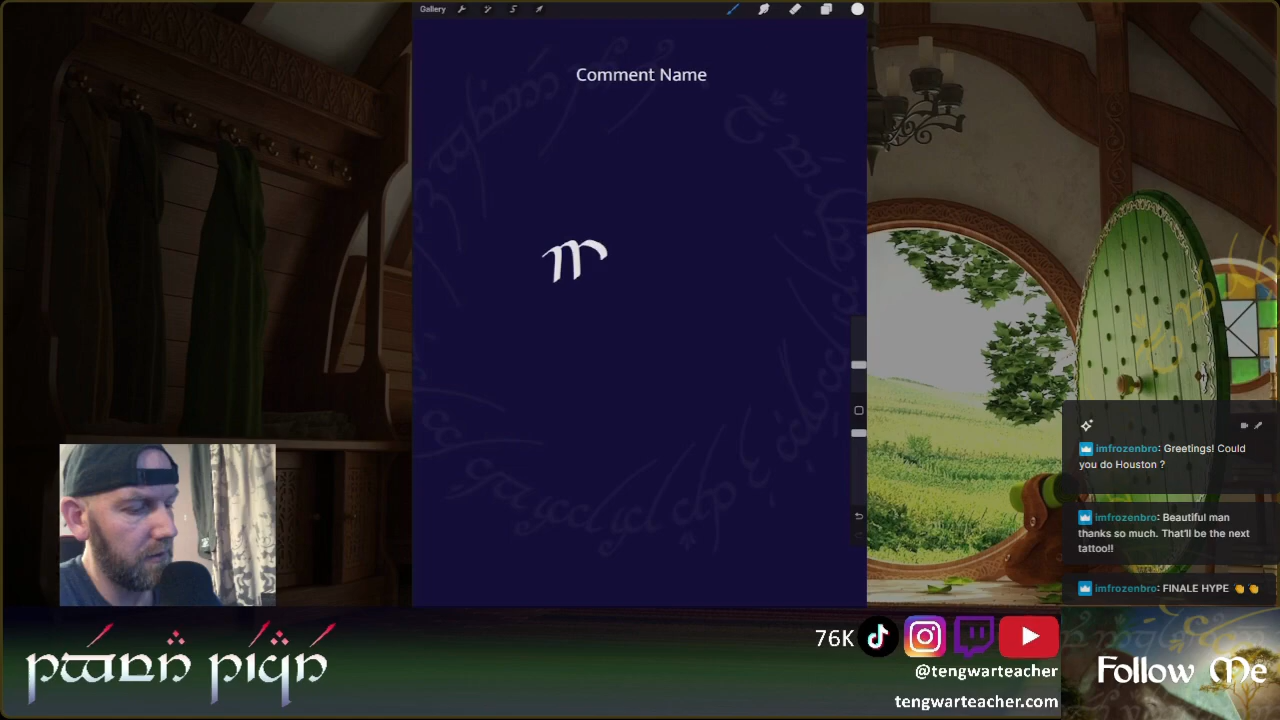 Gallery
Comment Name
imfrozenbro: Greetings! Could
you do Houston ?
imfrozenbro: Beautiful man
thanks so much. That'll be the next
tattoo!!
imfrozenbro: FINALE HYPE 👏 👏
76K
@tengwarteacher
tengwarteacher.com
Follow Me